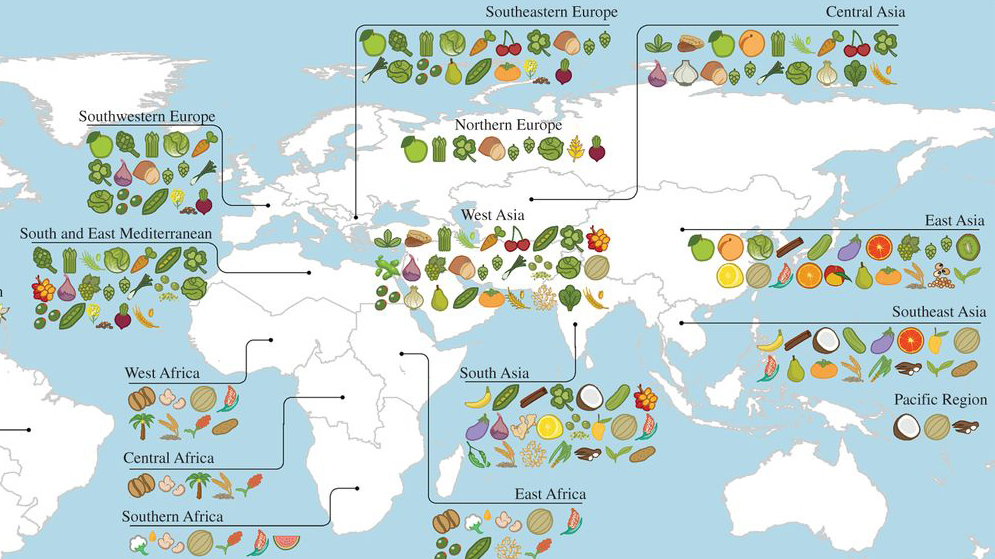 Southeastern Europe
Central Asia
Southwestern Europe
Northern Europe
West Asia
East Asia
South and East Mediterranean
Southeast Asia
West Africa
South Asia
Pacific Region
Central Africa
East Africa
Southern Africa